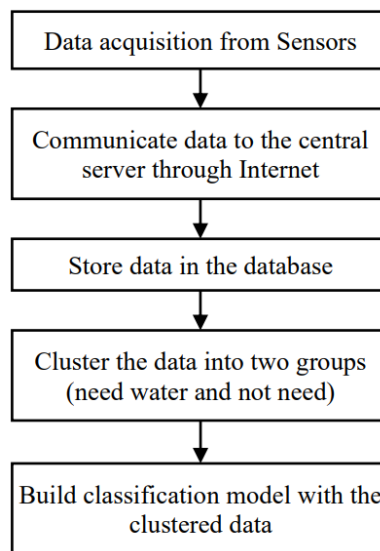 Data acquisition from Sensors
Communicate data to the central
server through Internet
Store data in the database
Cluster the data into two groups
(need water and not need)
Build classification model with the
clustered data